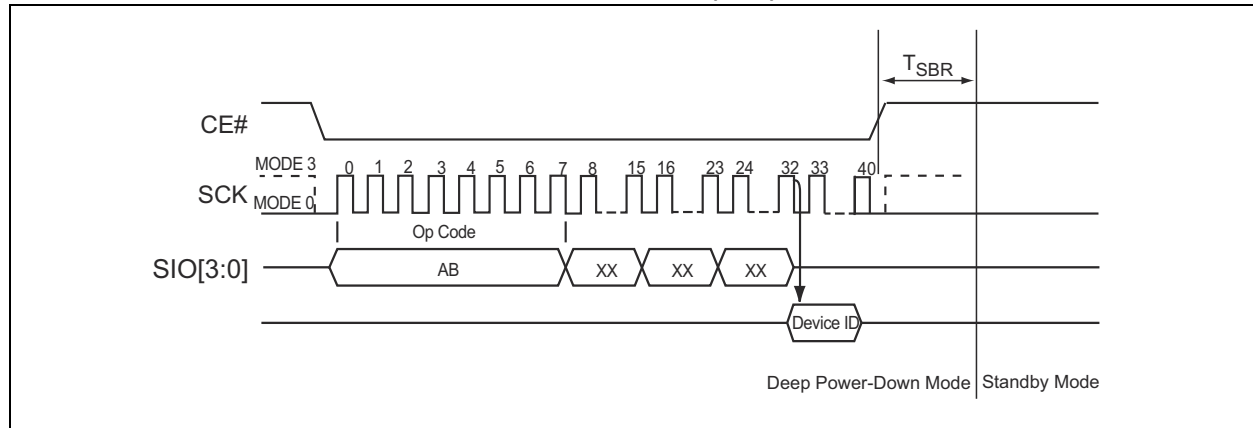 TSBR
CE#
MODE 3 0 1 2 3 4 5 6 7 8 15 16 23 24 32 33 40
SCK
MODE 0
Op Code
SIO[3:0] AB XX XX XX
Device ID
Deep Power-Down Mode Standby Mode